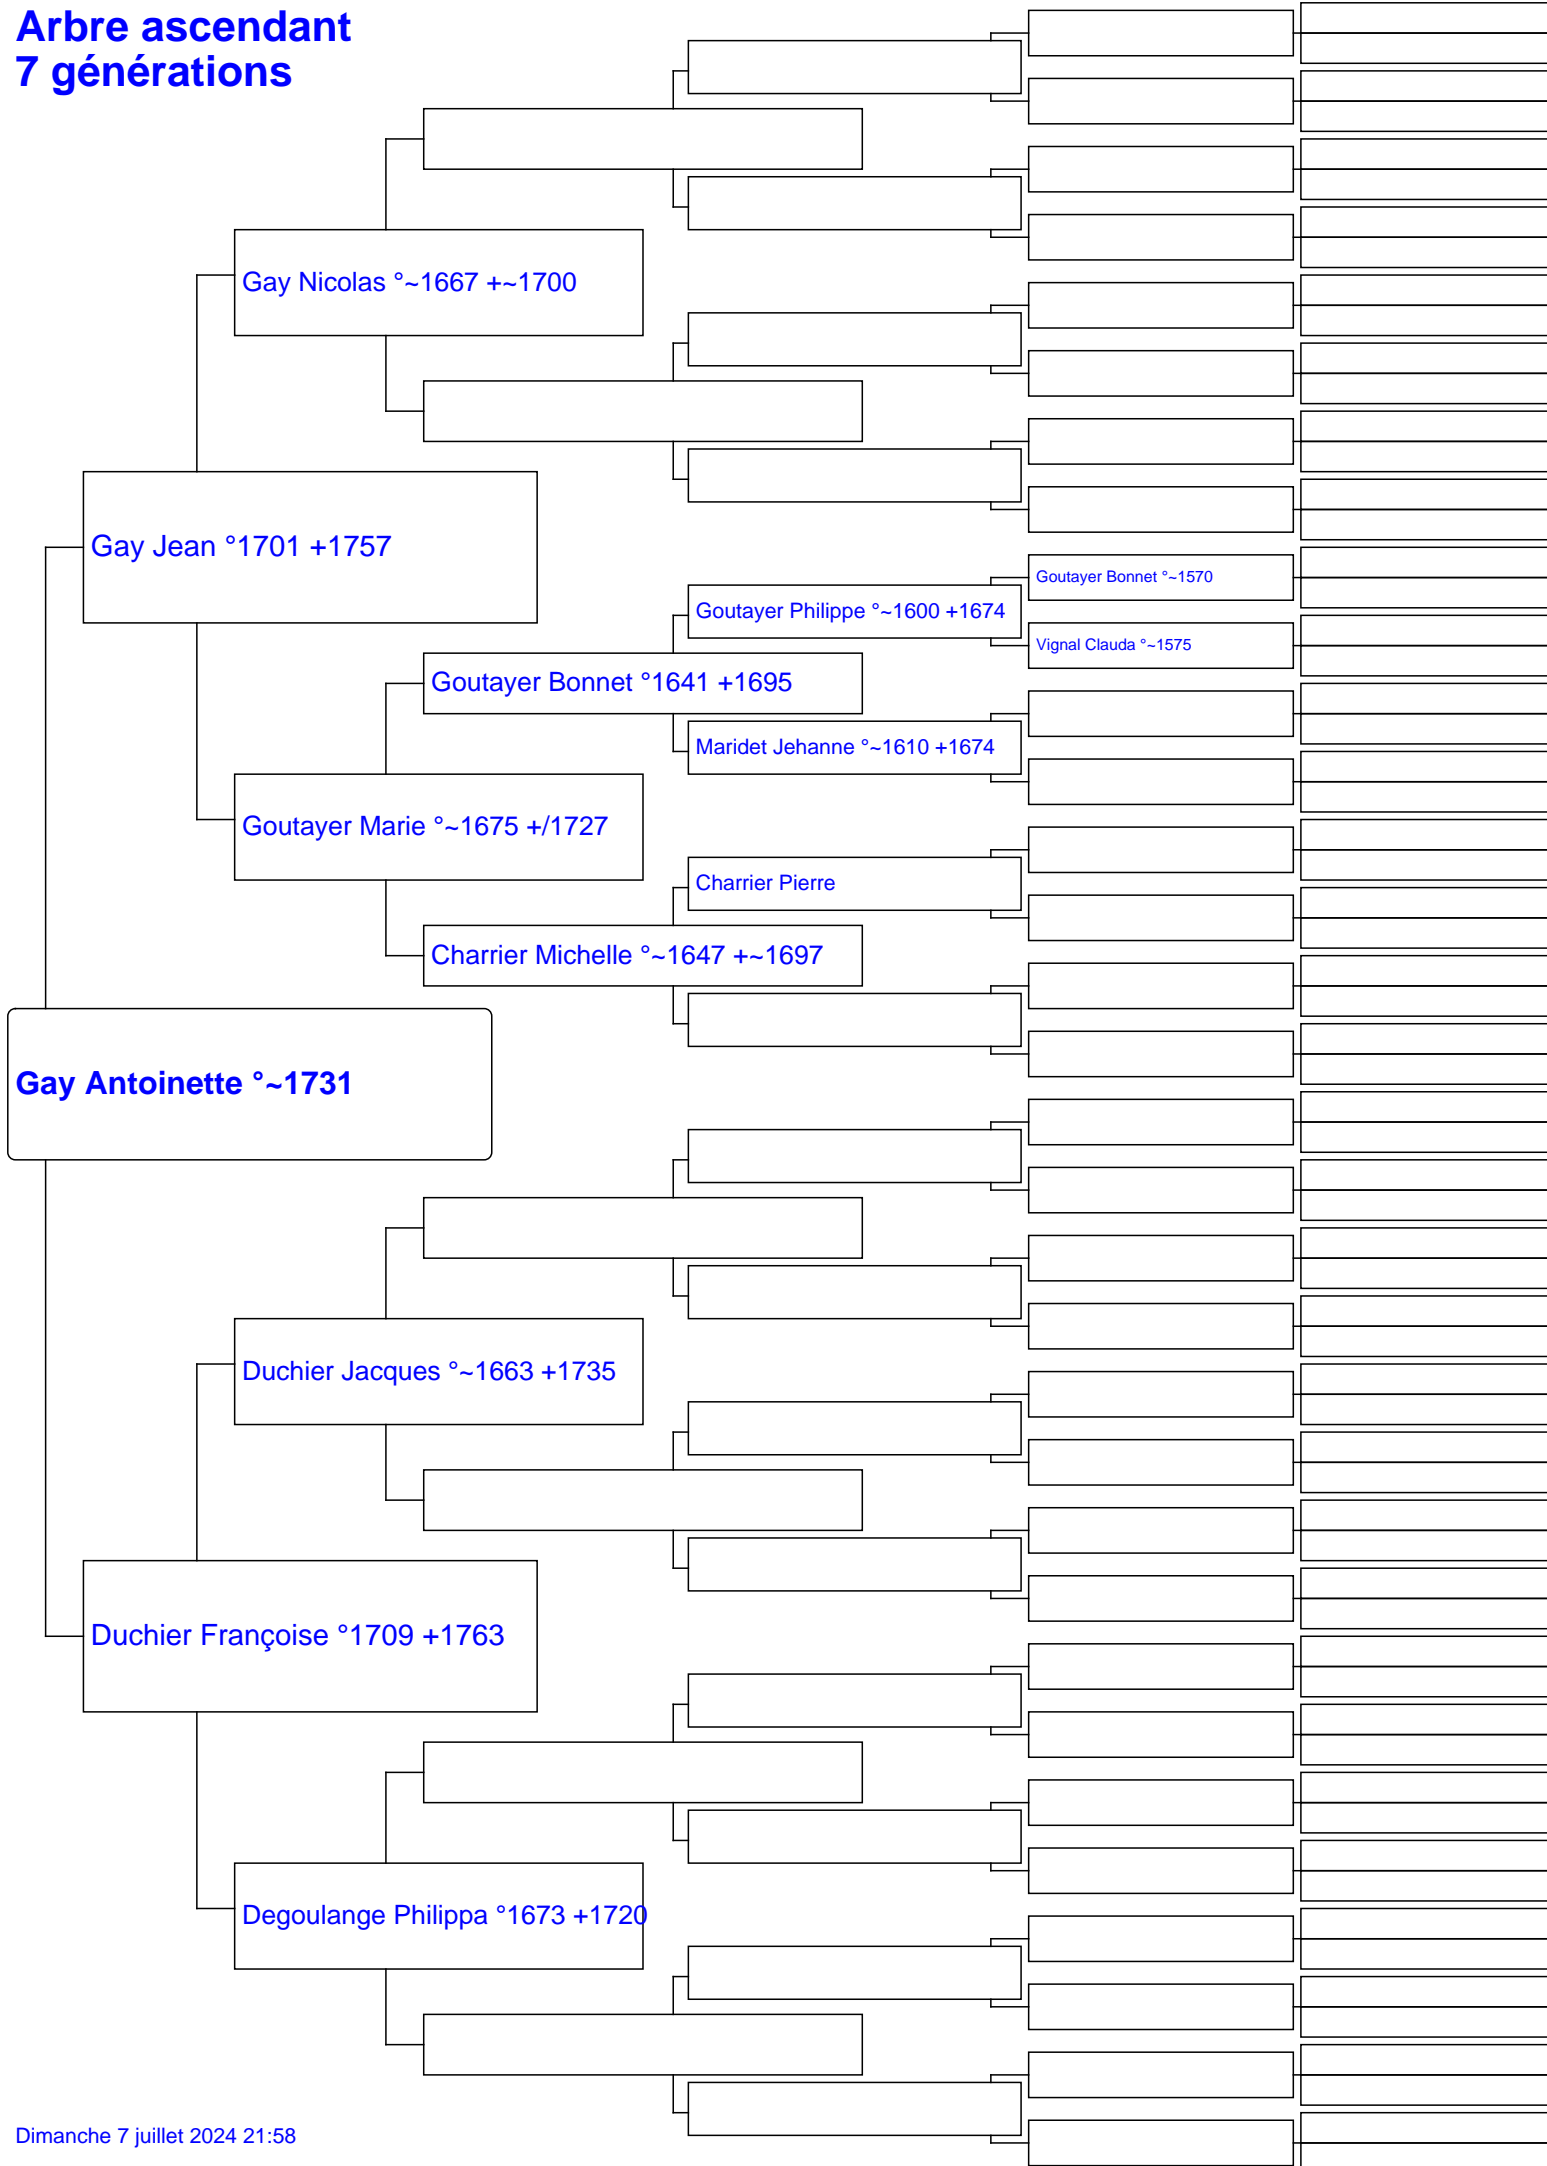 Arbre ascendant
7 générations
Gay Nicolas °~1667 +~1700
Gay Jean °1701 +1757
Goutayer Bonnet °~1570
Goutayer Philippe °~1600 +1674
Vignal Clauda °~1575
Goutayer Bonnet °1641 +1695
Maridet Jehanne °~1610 +1674
Goutayer Marie °~1675 +/1727
Charrier Pierre
Charrier Michelle °~1647 +~1697
Gay Antoinette °~1731
Duchier Jacques °~1663 +1735
Duchier Françoise °1709 +1763
Degoulange Philippa °1673 +1720
Dimanche 7 juillet 2024 21:58